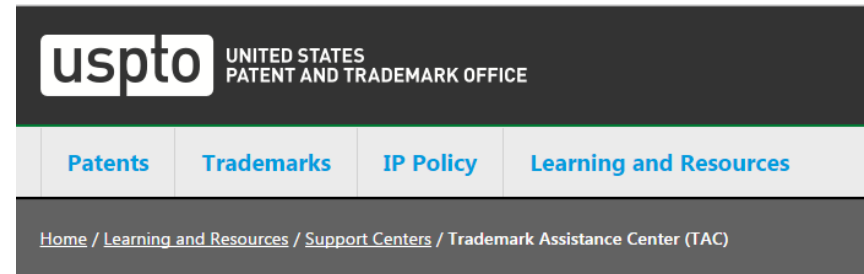 uspto UNITED STATES
PATENT AND TRADEMARK OFFICE
Patents Trademarks IP Policy Learning and Resources
Home / Learning and Resources / Support Centers / Trademark Assistance Center (TAC)